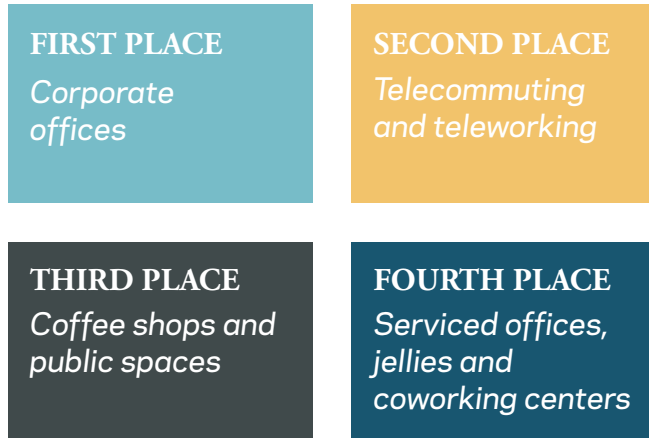 FIRST PLACE
Corporate
offices
SECOND PLACE
Telecommuting
and teleworking
THIRD PLACE
Coffee shops and
public spaces
FOURTH PLACE
Serviced offices,
jellies and
coworking centers